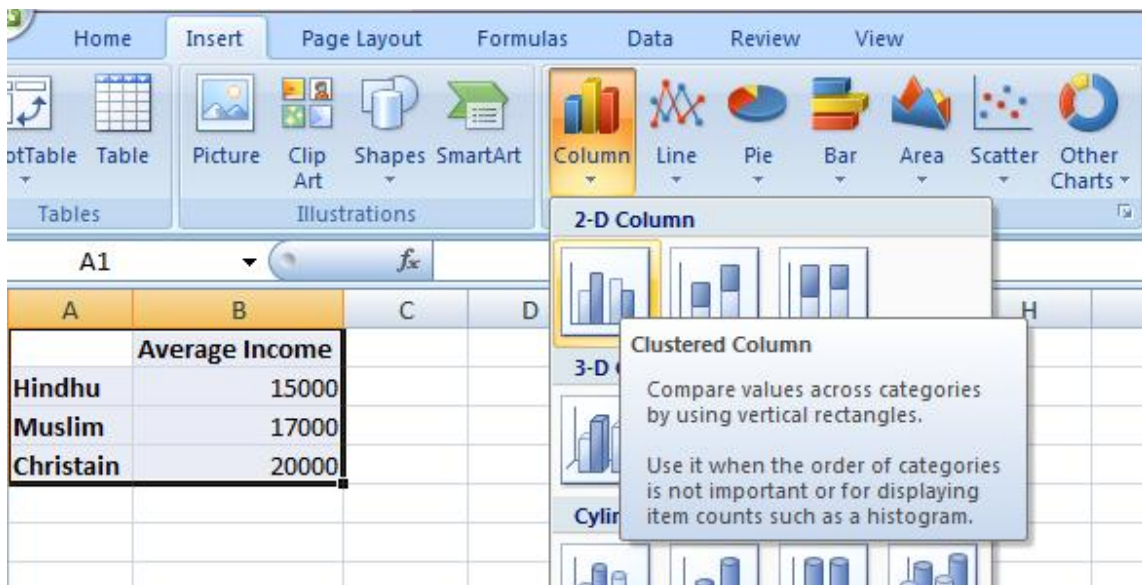 Home Insert Page Layout Formulas Data Review View
otTable Table Picture Clip Art Shapes SmartArt Column Line Pie Bar Area Scatter Other Charts
Tables Illustrations
2-D Column
A1 fx
A B C D H
Clustered Column
Average Income
3-D
Compare values across categories
by using vertical rectangles.
Hindhu 15000
Muslim 17000
Christain 20000
Use it when the order of categories
is not important or for displaying
item counts such as a histogram.
Cylin